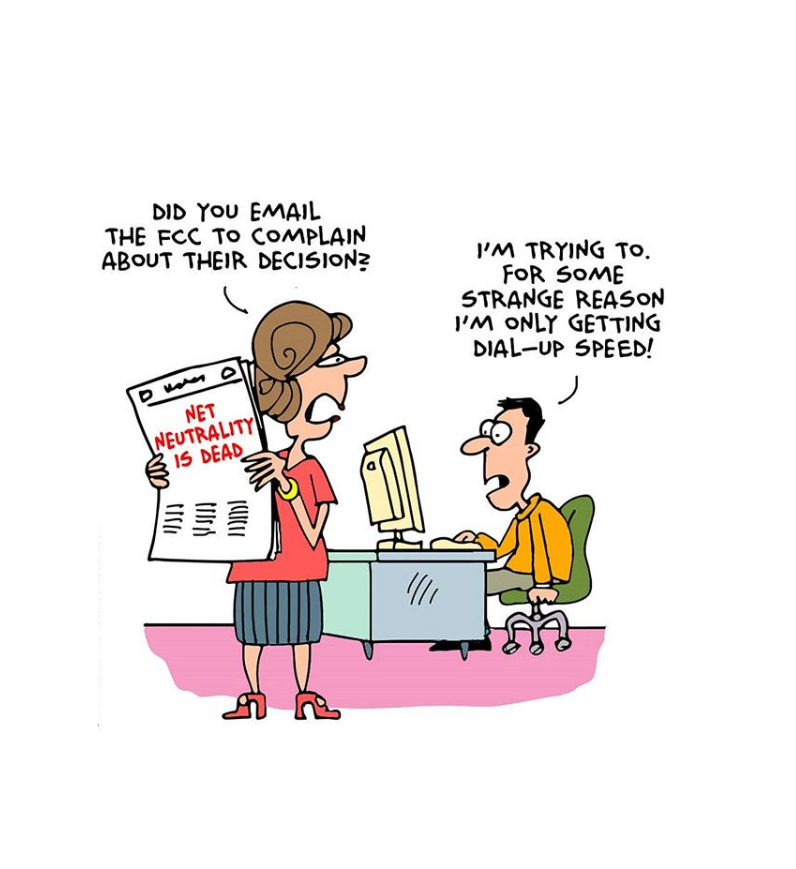 DID YOU EMAIL
THE FCC TO COMPLAIN
ABOUT THEIR DECISION?
I'M TRYING TO.
FOR SOME
STRANGE REASON
I'M ONLY GETTING
DIAL-UP SPEED!
NET
NEUTRALITY
IS DEAD